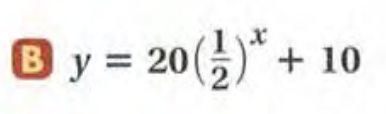 B y = 20(1/2)^x + 10